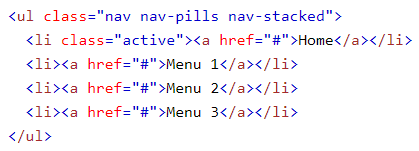 <ul class="nav nav-pills nav-stacked">
  <li class="active"><a href="#">Home</a></li>
  <li><a href="#">Menu 1</a></li>
  <li><a href="#">Menu 2</a></li>
  <li><a href="#">Menu 3</a></li>
</ul>